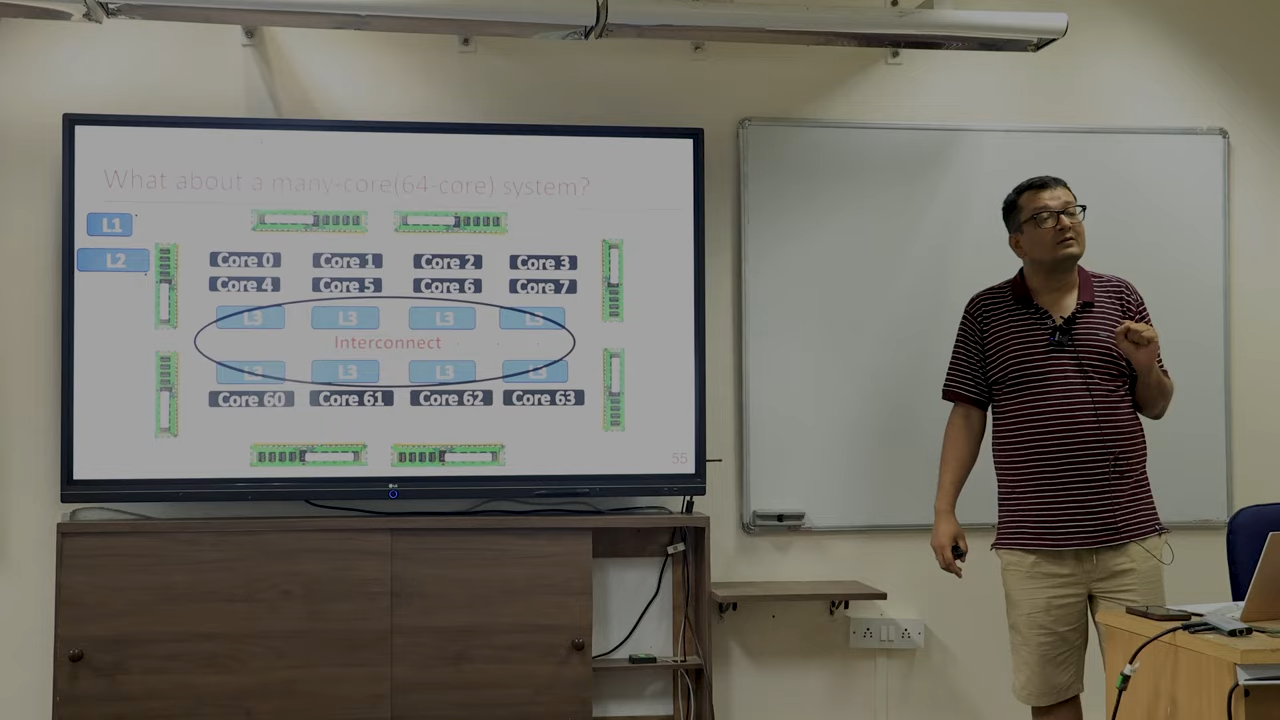 What about a many-core(64-core) system?
L1
L2
Core 0 Core 1 Core 2 Core 3
Core 4 Core 5 Core 6 Core 7
L3 L3 L3 L3
Interconnect
L3 L3 L3 L3
Core 60 Core 61 Core 62 Core 63
55
LG